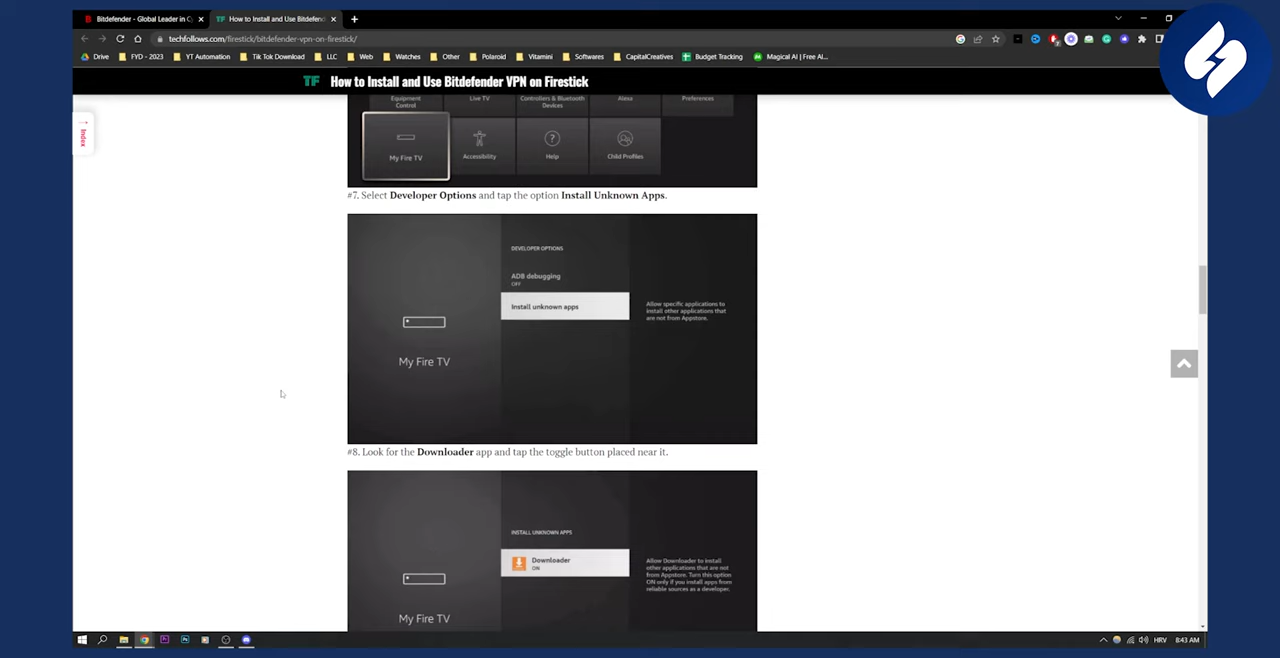 Bitdefender - Global Leader in Cy
How to Install and Use Bitdefend
techfollows.com/firestick/bitdefender-vpn-on-firestick/
Drive
FYD - 2023
YT Automation
Tik Tok Download
LLC
Web
Watches
Other
Polaroid
Vitamini
Softwares
CapitalCreatives
Budget Tracking
Magical AI | Free AI...
TF How to Install and Use Bitdefender VPN on Firestick
Index
Equipment
Control
Live TV
Controllers & Bluetooth
Devices
Alexa
Preferences
My Fire TV
Accessibility
Help
Child Profiles
#7. Select Developer Options and tap the option Install Unknown Apps.
DEVELOPER OPTIONS
ADB debugging
OFF
Install unknown apps
Allow specific applications to
install other applications that
are not from Appstore.
My Fire TV
#8. Look for the Downloader app and tap the toggle button placed near it.
INSTALL UNKNOWN APPS
Downloader
ON
Allow Downloader to install
other applications that are not
from Appstore. Turn this option
ON only if you install apps from
reliable sources as a developer.
My Fire TV
HRV
8:43 AM